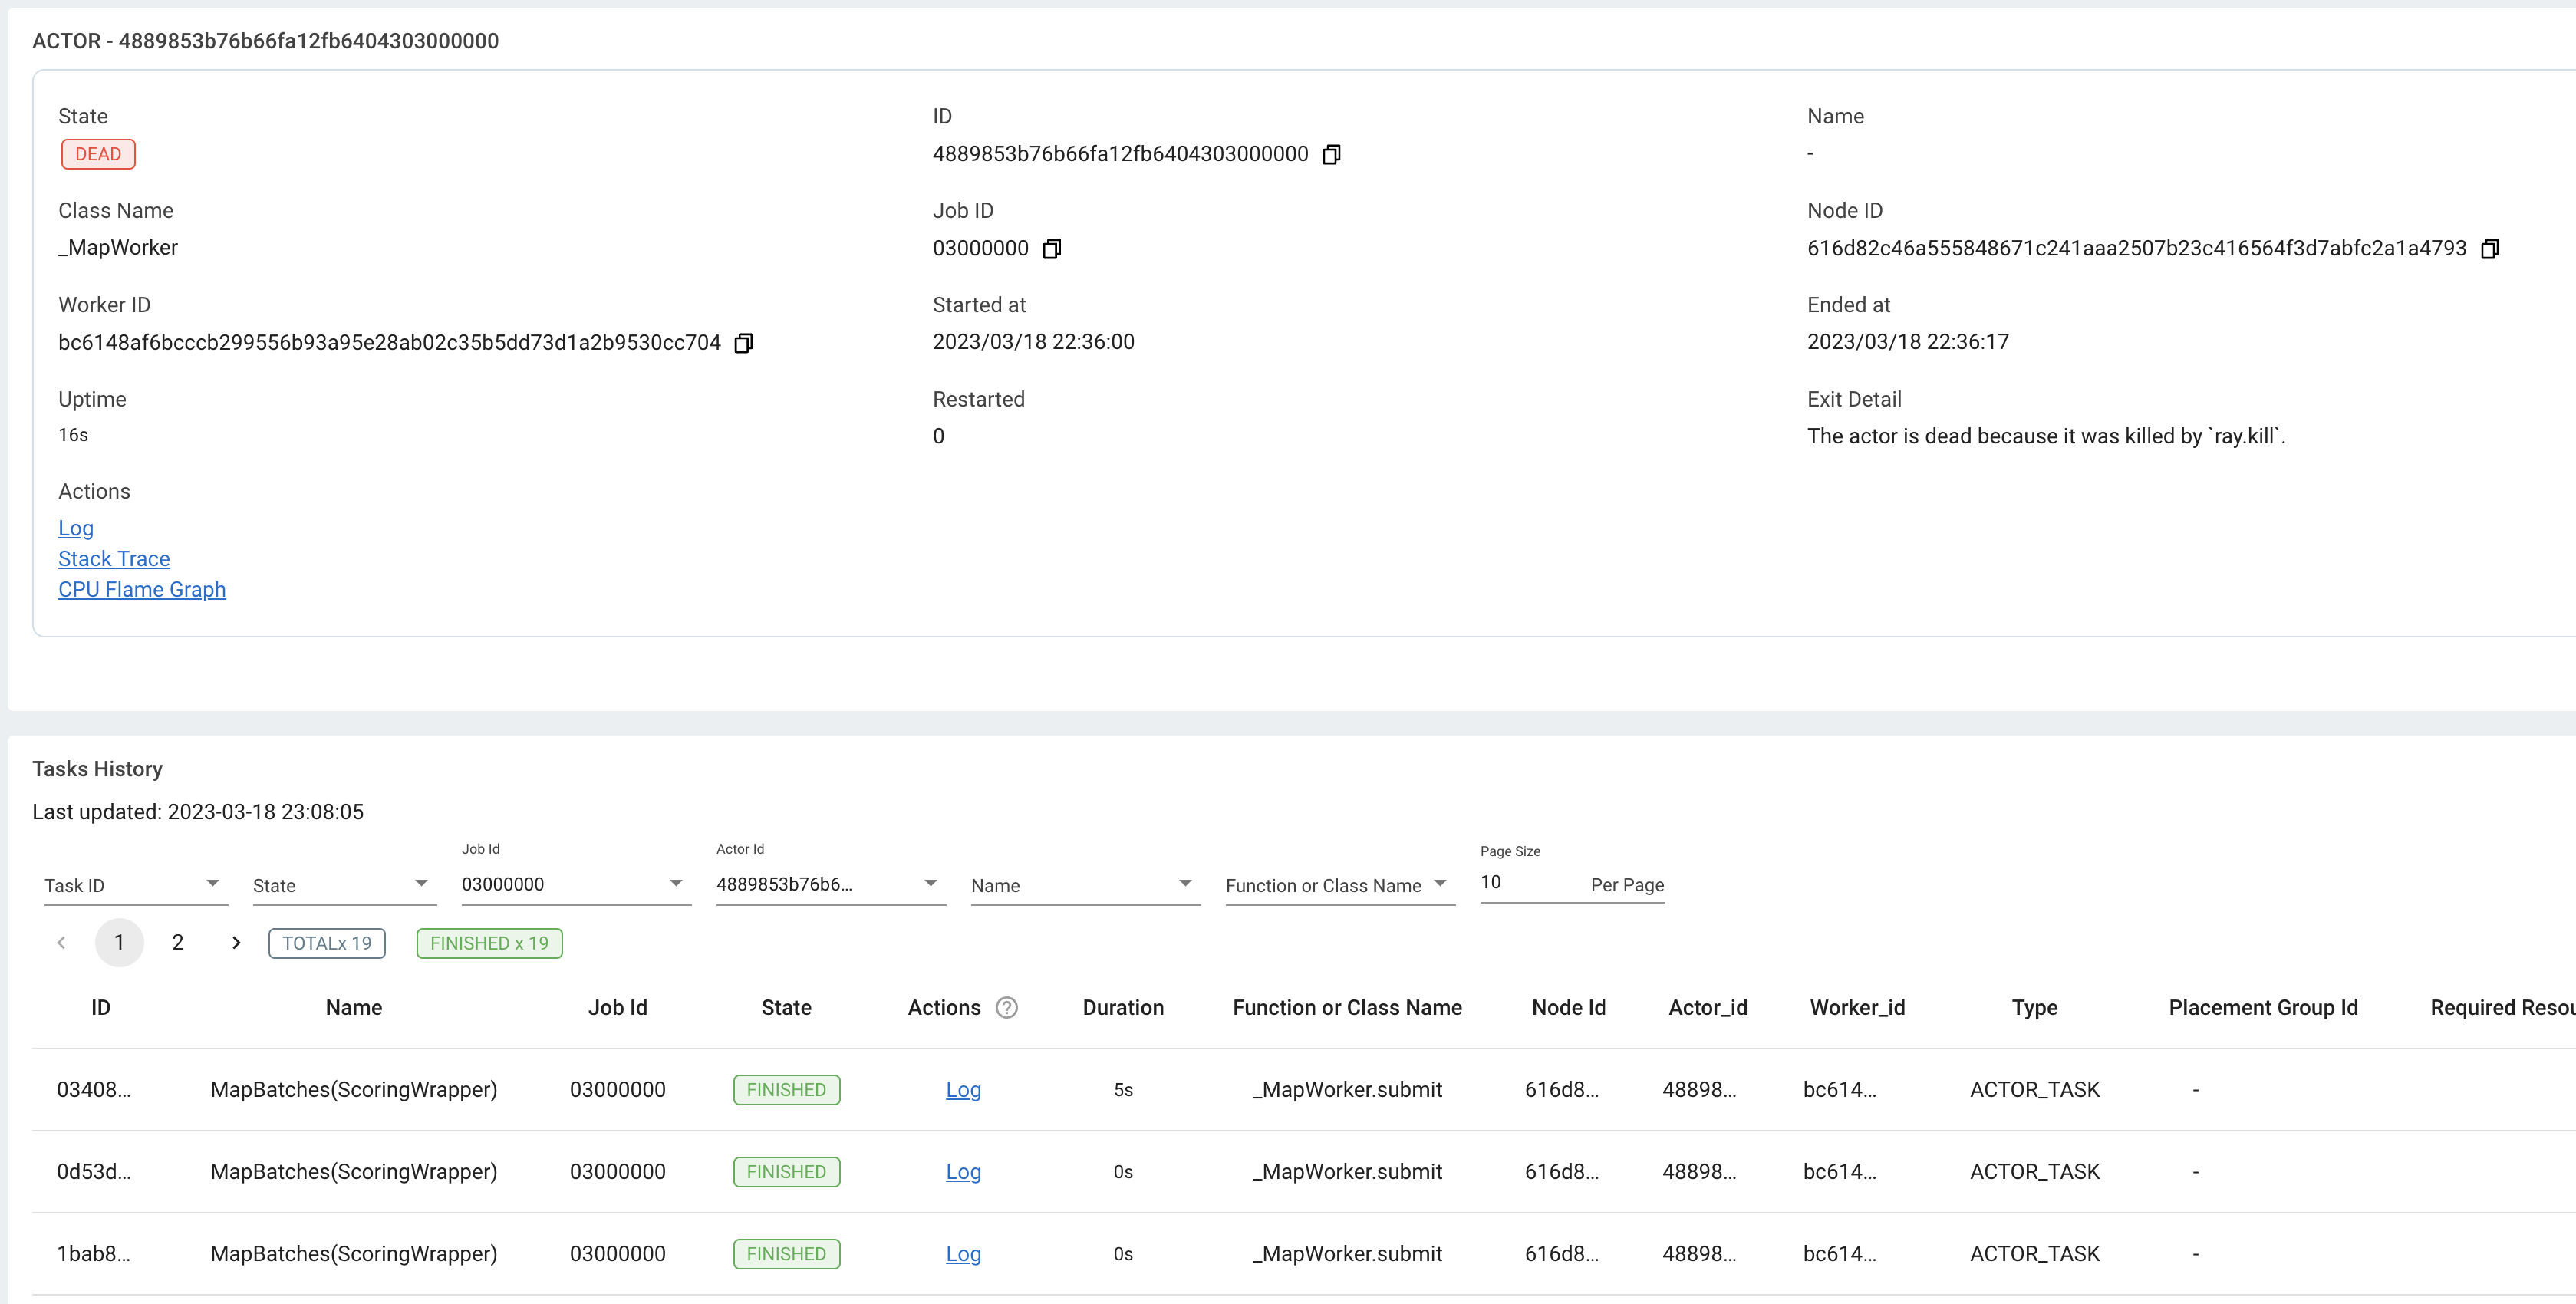 ACTOR - 4889853b76b66fa12fb6404303000000
State
ID
Name
DEAD
4889853b76b66fa12fb6404303000000
-
Class Name
Job ID
Node ID
_MapWorker
03000000
616d82c46a555848671c241aaa2507b23c416564f3d7abfc2a1a4793
Worker ID
Started at
Ended at
bc6148af6bcccb299556b93a95e28ab02c35b5dd73d1a2b9530cc704
2023/03/18 22:36:00
2023/03/18 22:36:17
Uptime
Restarted
Exit Detail
16s
0
The actor is dead because it was killed by `ray.kill`.
Actions
Log
Stack Trace
CPU Flame Graph
Tasks History
Last updated: 2023-03-18 23:08:05
Job Id
Actor Id
Page Size
Task ID State 03000000 4889853b76b6... Name Function or Class Name 10 Per Page
1 2 TOTALx 19 FINISHED x 19
ID Name Job Id State Actions ? Duration Function or Class Name Node Id Actor_id Worker_id Type Placement Group Id Required Resou
03408... MapBatches(ScoringWrapper) 03000000 FINISHED Log 5s _MapWorker.submit 616d8... 48898... bc614... ACTOR_TASK -
0d53d... MapBatches(ScoringWrapper) 03000000 FINISHED Log 0s _MapWorker.submit 616d8... 48898... bc614... ACTOR_TASK -
1bab8... MapBatches(ScoringWrapper) 03000000 FINISHED Log 0s _MapWorker.submit 616d8... 48898... bc614... ACTOR_TASK -